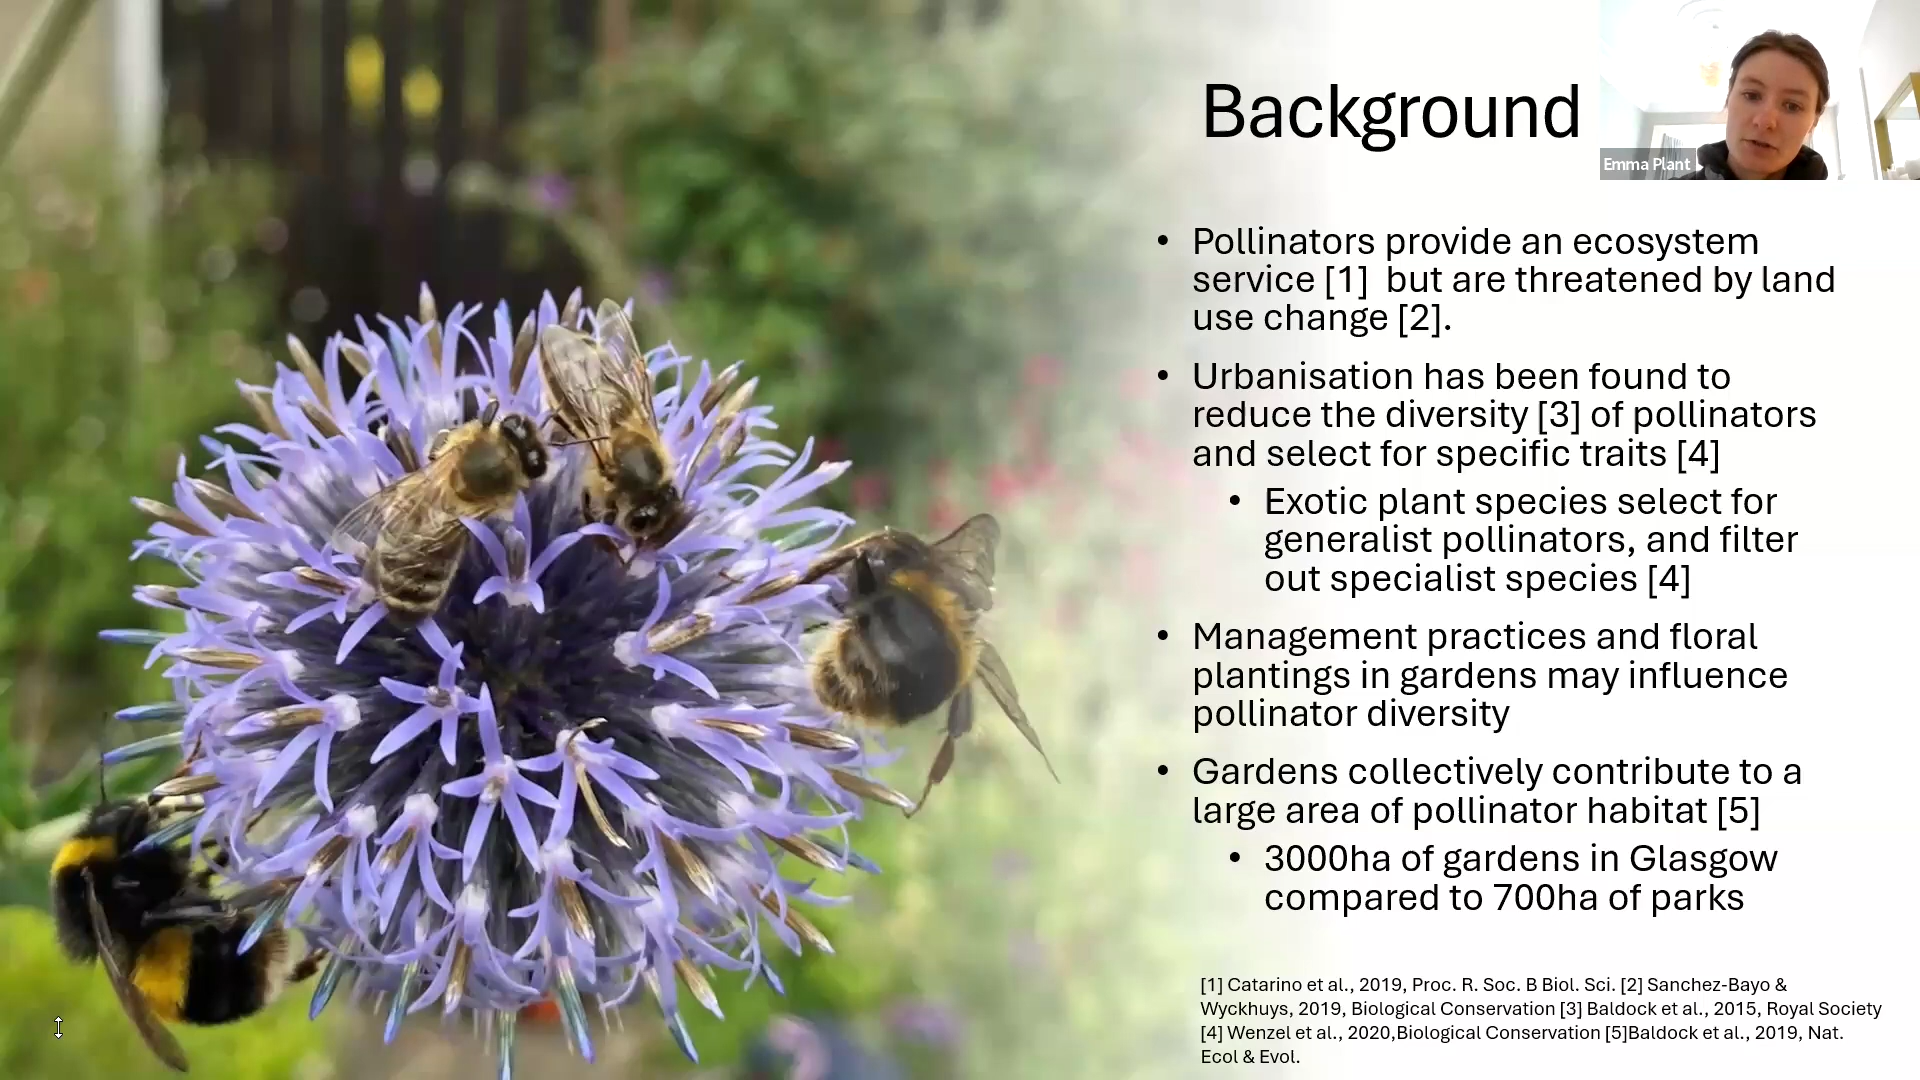 Background
Emma Plant
• Pollinators provide an ecosystem
service [1]  but are threatened by land
use change [2].
• Urbanisation has been found to
reduce the diversity [3] of pollinators
and select for specific traits [4]
• Exotic plant species select for
generalist pollinators, and filter
out specialist species [4]
• Management practices and floral
plantings in gardens may influence
pollinator diversity
• Gardens collectively contribute to a
large area of pollinator habitat [5]
• 3000ha of gardens in Glasgow
compared to 700ha of parks
[1] Catarino et al., 2019, Proc. R. Soc. B Biol. Sci. [2] Sanchez-Bayo &
Wyckhuys, 2019, Biological Conservation [3] Baldock et al., 2015, Royal Society
[4] Wenzel et al., 2020,Biological Conservation [5]Baldock et al., 2019, Nat.
Ecol & Evol.